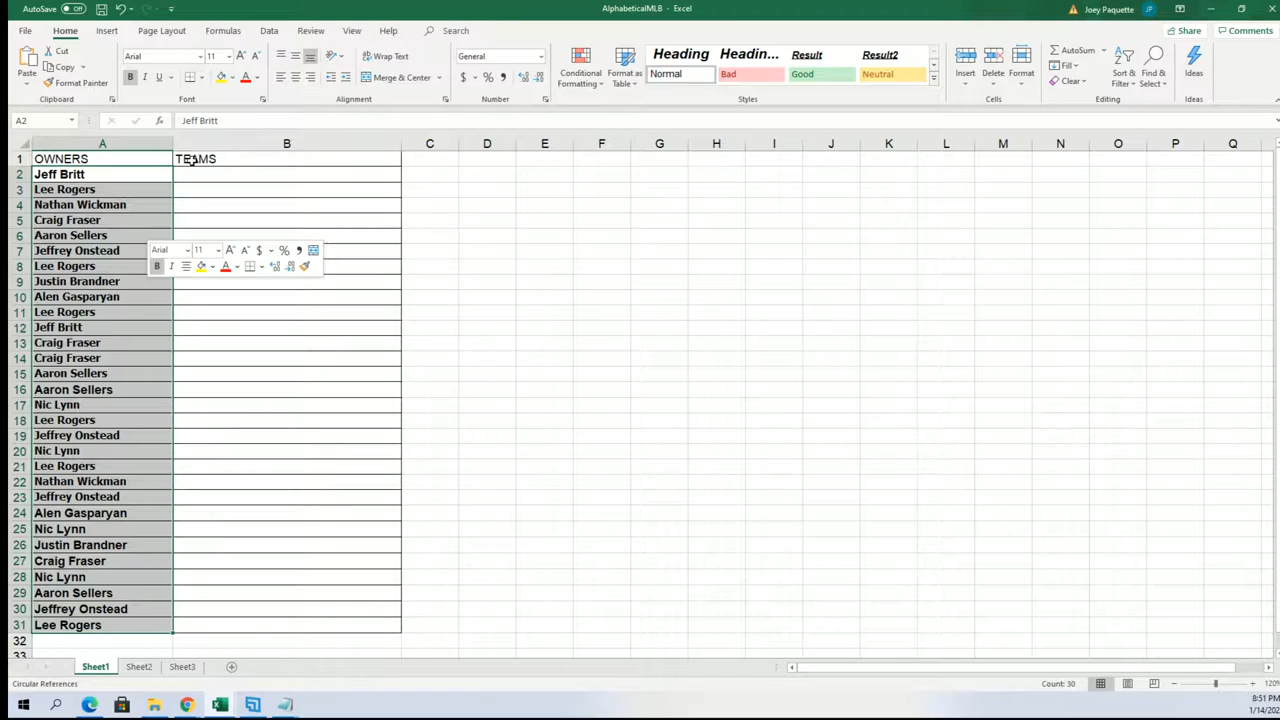 AutoSave Off AlphabeticalMLB - Excel Joey Paquette JP
File Home Insert Page Layout Formulas Data Review View Help Search Share Comments
Paste Cut Copy Format Painter Clipboard
Arial 11 B I U A Font
Wrap Text Merge & Center Alignment
General $ % , Number
Conditional Formatting Format as Table
Heading Headin... Result Result2
Normal Bad Good Neutral
Styles
Insert Delete Format Cells
AutoSum Fill Clear Sort & Filter Find & Select Editing
Ideas Ideas
A2 fx Jeff Britt
A B C D E F G H I J K L M N O P Q
1 OWNERS TEAMS
2 Jeff Britt
3 Lee Rogers
4 Nathan Wickman
5 Craig Fraser
6 Aaron Sellers
7 Jeffrey Onstead
8 Lee Rogers
9 Justin Brandner
10 Alen Gasparyan
11 Lee Rogers
12 Jeff Britt
13 Craig Fraser
14 Craig Fraser
15 Aaron Sellers
16 Aaron Sellers
17 Nic Lynn
18 Lee Rogers
19 Jeffrey Onstead
20 Nic Lynn
21 Lee Rogers
22 Nathan Wickman
23 Jeffrey Onstead
24 Alen Gasparyan
25 Nic Lynn
26 Justin Brandner
27 Craig Fraser
28 Nic Lynn
29 Aaron Sellers
30 Jeffrey Onstead
31 Lee Rogers
32
33
Arial 11 A A $ % ,
B I A
Sheet1 Sheet2 Sheet3
Circular References Count: 30 120%
8:51 PM
1/14/202